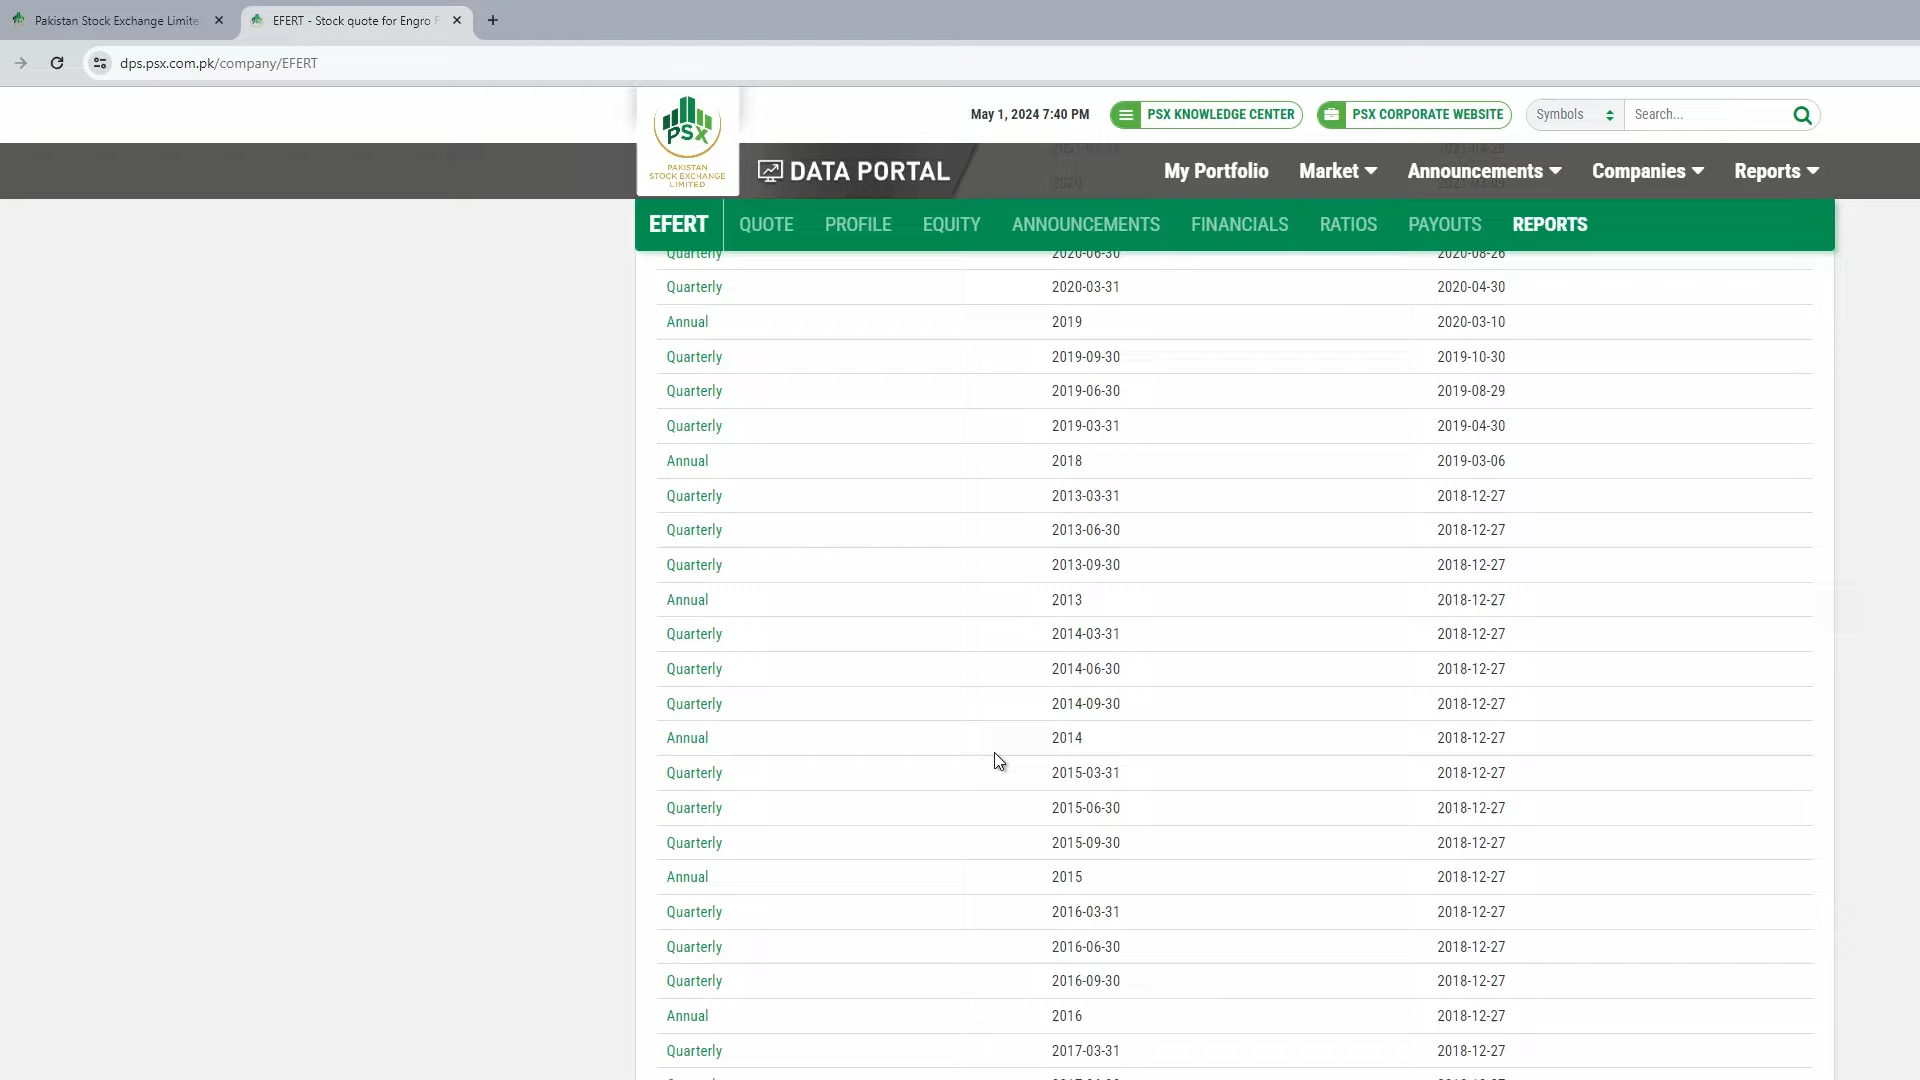 Pakistan Stock Exchange Limite
EFERT - Stock quote for Engro F
dps.psx.com.pk/company/EFERT
PSX
PAKISTAN
STOCK EXCHANGE
LIMITED
May 1, 2024 7:40 PM
PSX KNOWLEDGE CENTER
PSX CORPORATE WEBSITE
Symbols
Search...
DATA PORTAL
My Portfolio
Market
Announcements
Companies
Reports
EFERT QUOTE PROFILE EQUITY ANNOUNCEMENTS FINANCIALS RATIOS PAYOUTS REPORTS
Quarterly 2020-06-30 2020-08-26
Quarterly 2020-03-31 2020-04-30
Annual 2019 2020-03-10
Quarterly 2019-09-30 2019-10-30
Quarterly 2019-06-30 2019-08-29
Quarterly 2019-03-31 2019-04-30
Annual 2018 2019-03-06
Quarterly 2013-03-31 2018-12-27
Quarterly 2013-06-30 2018-12-27
Quarterly 2013-09-30 2018-12-27
Annual 2013 2018-12-27
Quarterly 2014-03-31 2018-12-27
Quarterly 2014-06-30 2018-12-27
Quarterly 2014-09-30 2018-12-27
Annual 2014 2018-12-27
Quarterly 2015-03-31 2018-12-27
Quarterly 2015-06-30 2018-12-27
Quarterly 2015-09-30 2018-12-27
Annual 2015 2018-12-27
Quarterly 2016-03-31 2018-12-27
Quarterly 2016-06-30 2018-12-27
Quarterly 2016-09-30 2018-12-27
Annual 2016 2018-12-27
Quarterly 2017-03-31 2018-12-27